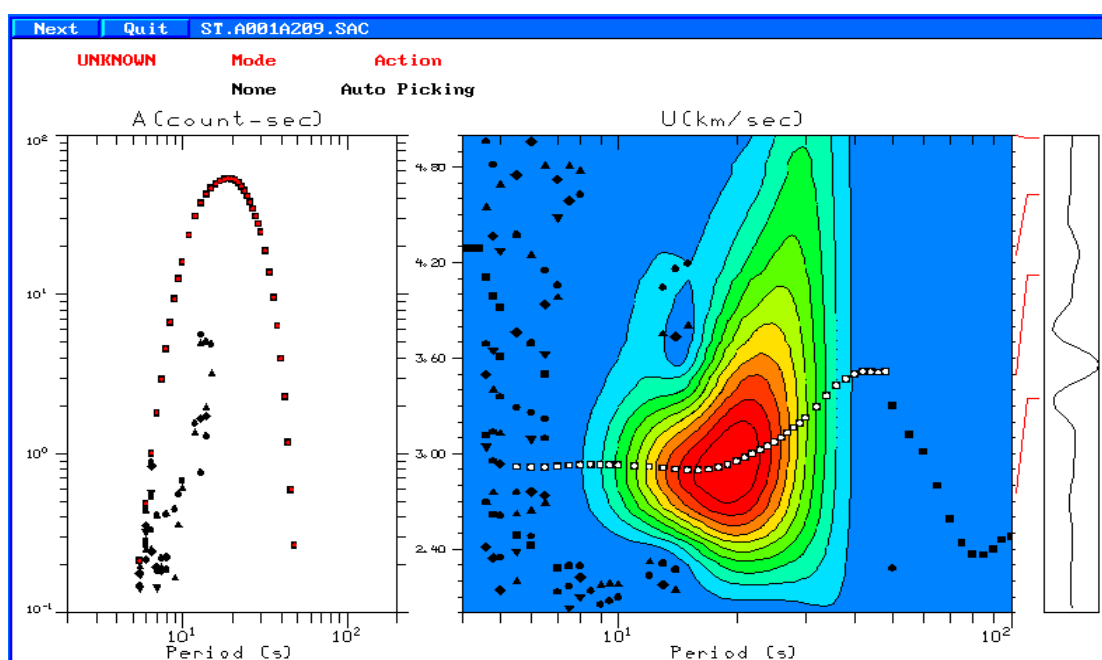 Next Quit ST.A001A209.SAC
UNKNOWN Mode Action
None Auto Picking
A(count-sec) U(km/sec)
10² 4.80
4.20
10¹ 3.60
10⁰ 3.00
2.40
10⁻¹
10¹ 10² 10¹ 10²
Period (s) Period (s)